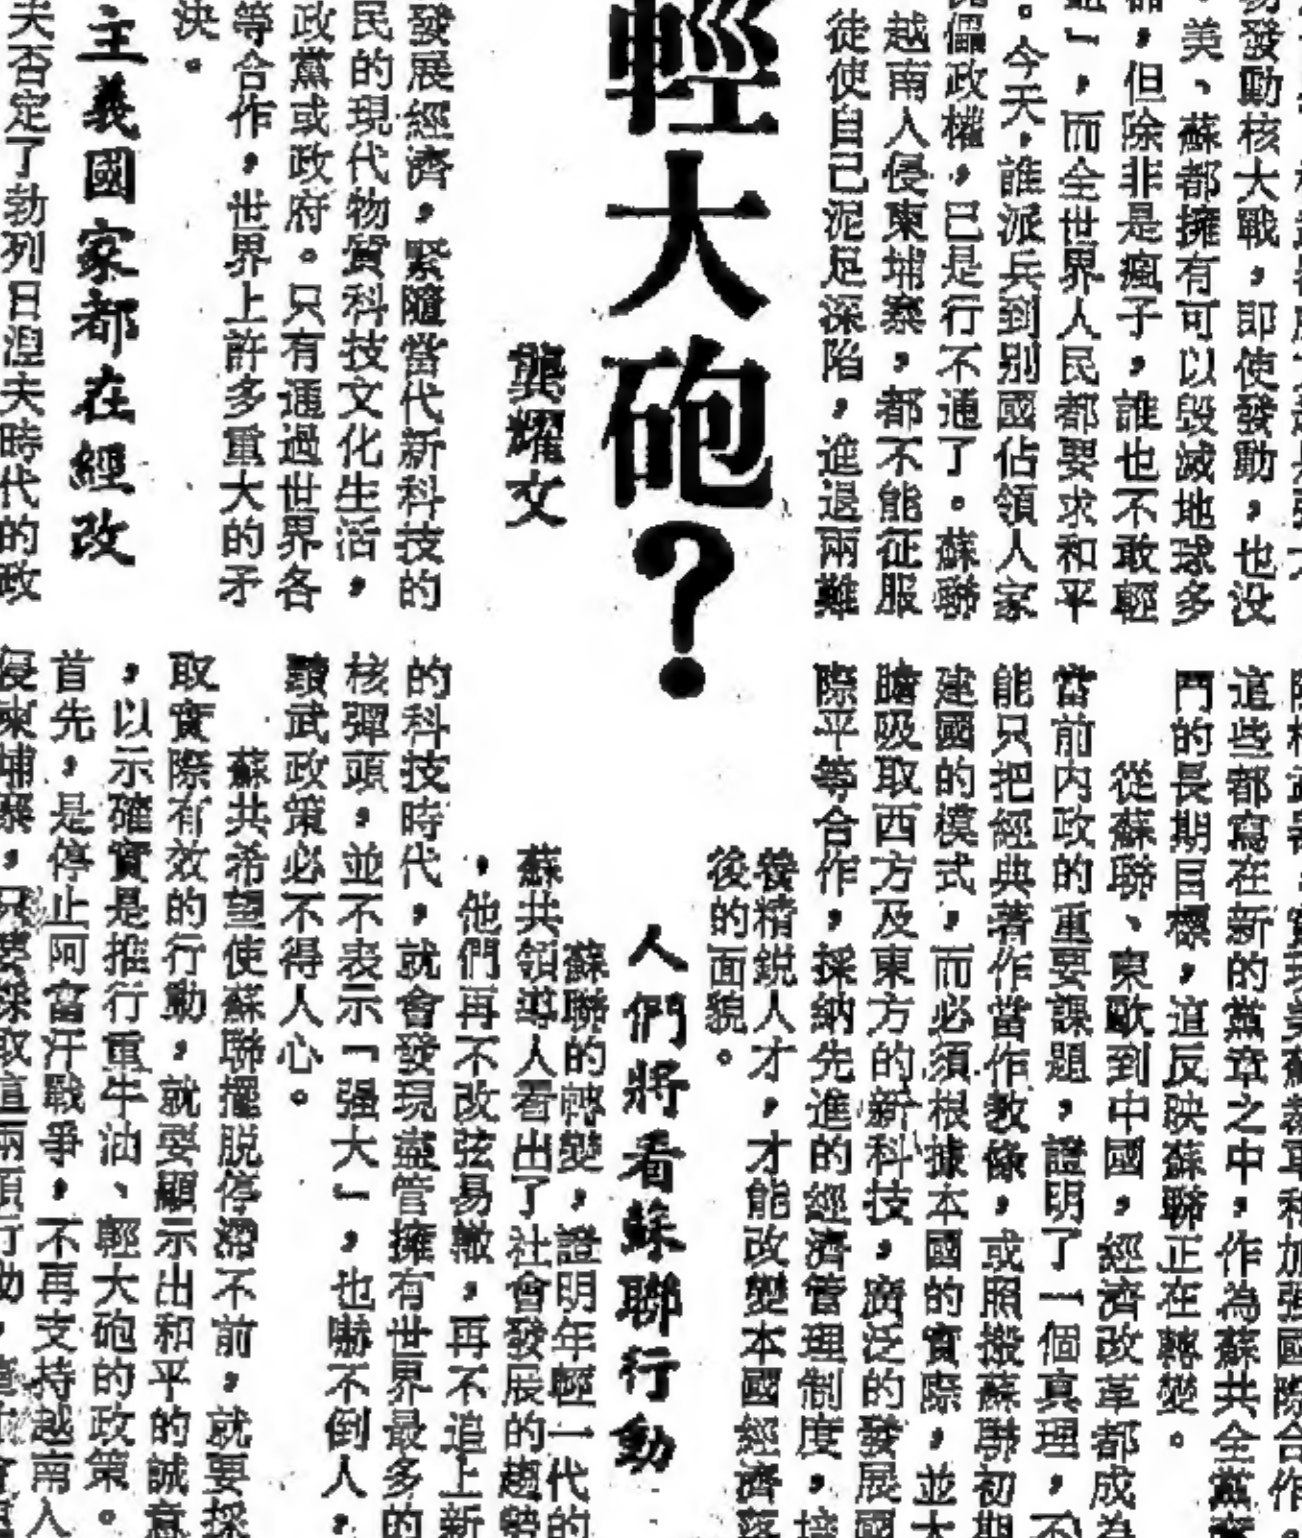 易發動核大戰，即使發動，也没
美、蘇都擁有可以毀滅地球多
，但除非是瘋子，誰也不敢輕
」，而全世界人民都要求和平
。今天，誰派兵到别國佔領人家
傀儡政權，已是行不通了。蘇聯
越南人侵柬埔寨，都不能征服
徒使自己泥足深陷，進退兩難
輕大砲？
龔耀文
發展經濟，緊隨當代新科技的
民的現代物質科技文化生活，
政黨或政府。只有通過世界各
等合作，世界上許多重大的矛
決。
主義國家都在經改
夫否定了勃列日湼夫時代的政
這些都寫在新的黨章之中，作為蘇共全黨
鬥的長期目標，這反映蘇聯正在轉變。
從蘇聯、東歐到中國，經濟改革都成為
當前内政的重要課題，證明了一個真理，不
能只把經典著作當作教條，或照搬蘇聯初期
建國的模式，而必須根據本國的實際，並大
瞻吸取西方及東方的新科技，廣泛的發展國
際平等合作，採納先進的經濟管理制度，培
養精鋭人才，才能改變本國經濟落
後的面貌。
人們將看蘇聯行動
蘇聯的轉變，證明年輕一代的
蘇共領導人看出了社會發展的趨勢
，他們再不改弦易轍，再不追上新
的科技時代，就會發現盡管擁有世界最多的
核彈頭，並不表示「强大」，也嚇不倒人，
黷武政策必不得人心。
蘇共希望使蘇聯擺脱停滯不前，就要採
取實際有效的行動，就要顯示出和平的誠意
，以示確實是推行重牛油、輕大砲的政策。
首先，是停止阿富汗戰爭，不再支持越南入
侵柬埔寨，只要採取這兩項行動，